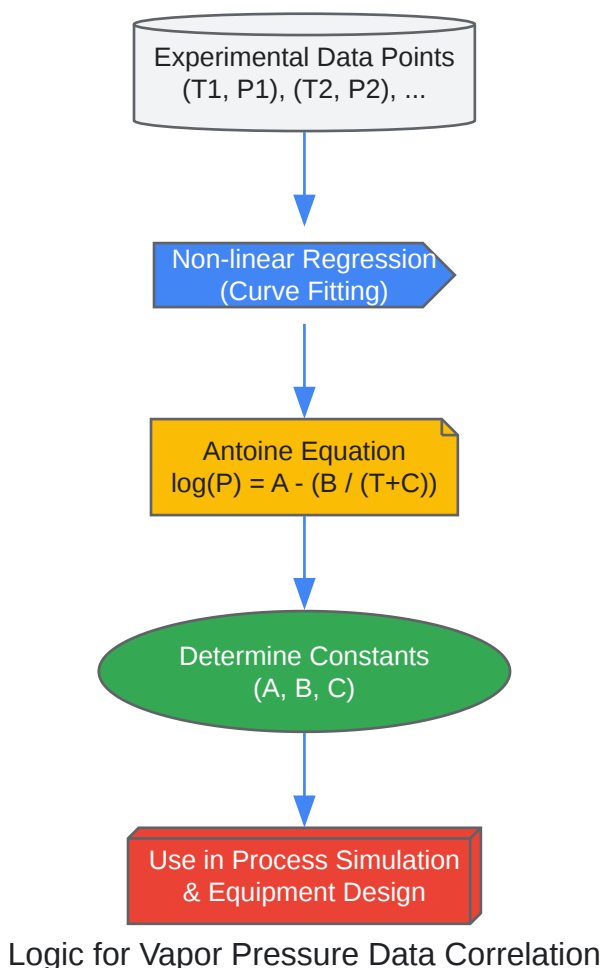 Experimental Data Points
(T1, P1), (T2, P2), ...
Non-linear Regression
(Curve Fitting)
Antoine Equation
log(P) = A - (B / (T+C))
Determine Constants
(A, B, C)
Use in Process Simulation
& Equipment Design
Logic for Vapor Pressure Data Correlation